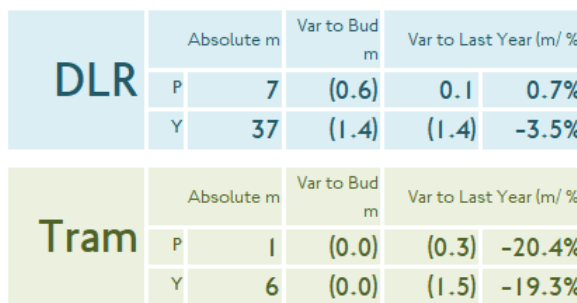 DLR
Absolute m Var to Bud m Var to Last Year (m/ %
P 7 (0.6) 0.1 0.7%
Y 37 (1.4) (1.4) -3.5%
Tram
Absolute m Var to Bud m Var to Last Year (m/ %
P 1 (0.0) (0.3) -20.4%
Y 6 (0.0) (1.5) -19.3%